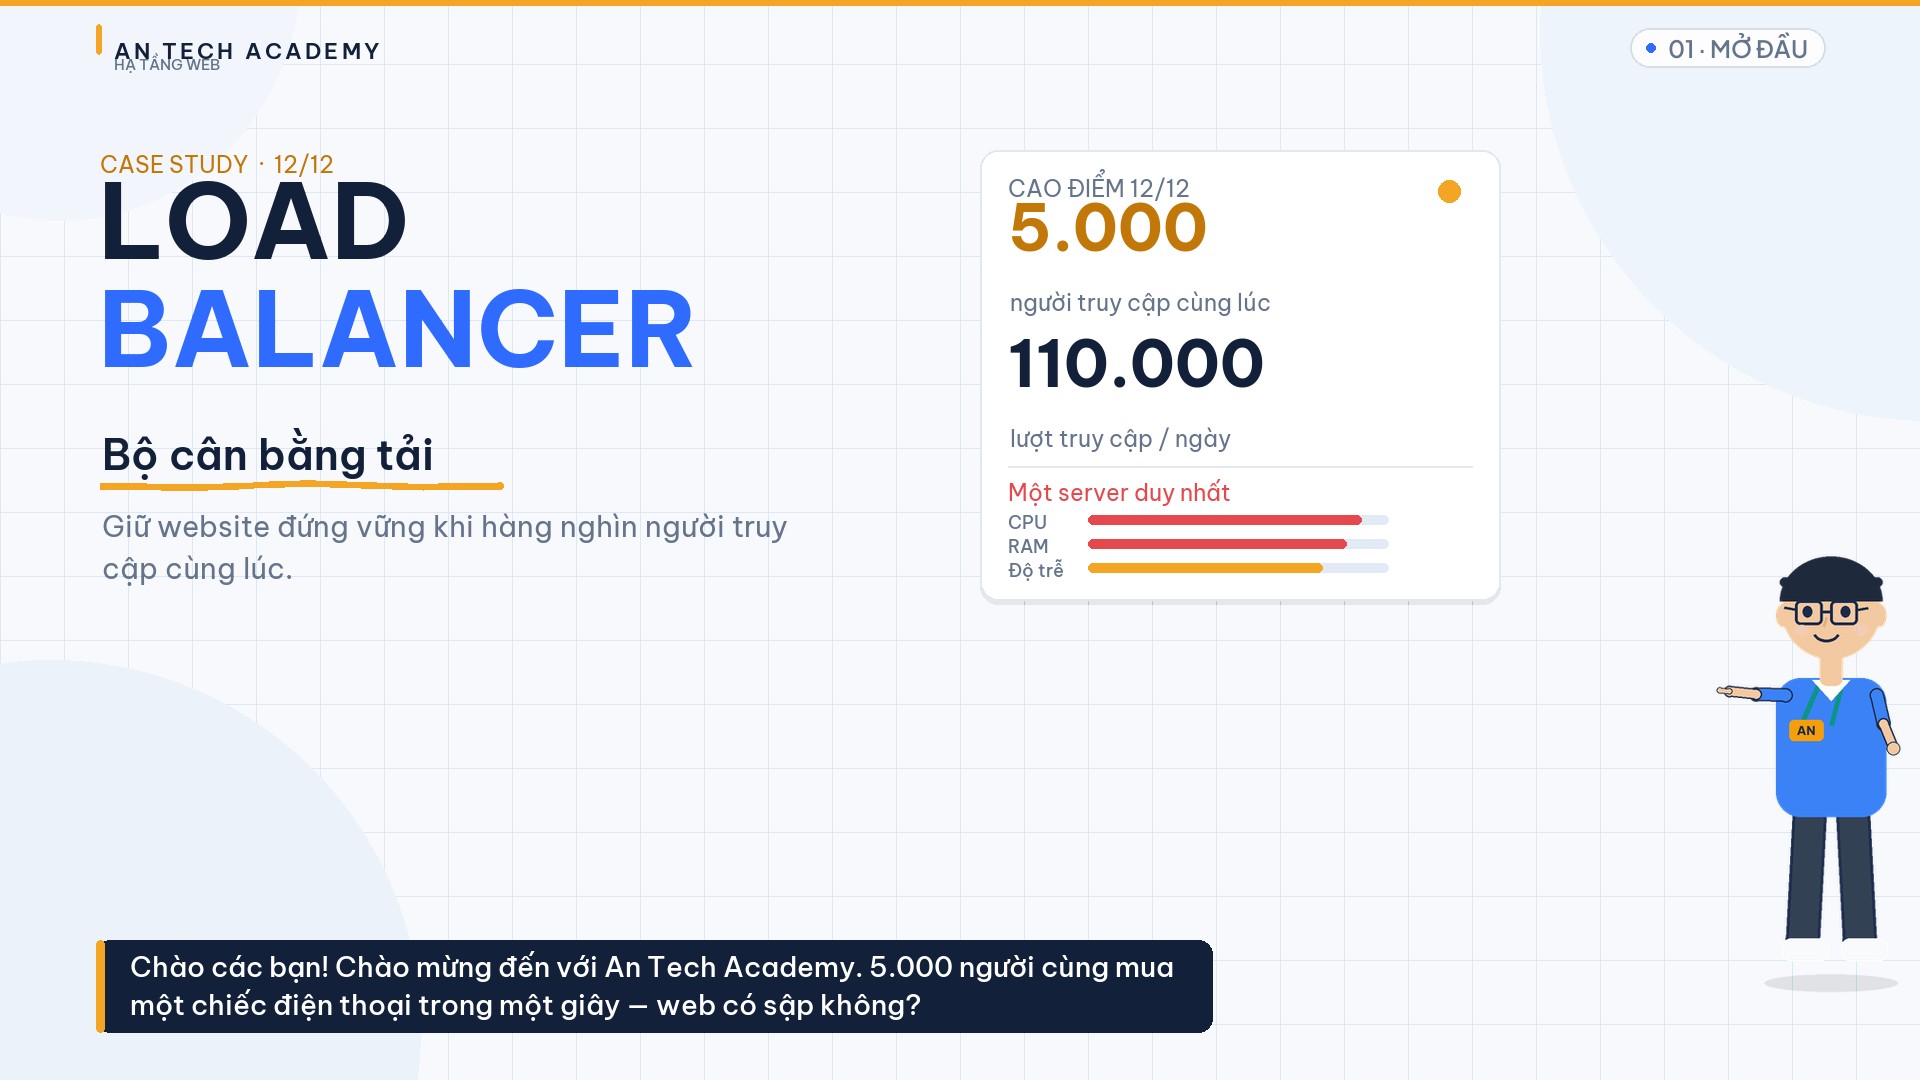 AN TECH ACADEMY
HẠ TẦNG WEB
01 · MỞ ĐẦU
CASE STUDY · 12/12
LOAD
BALANCER
Bộ cân bằng tải
Giữ website đứng vững khi hàng nghìn người truy
cập cùng lúc.
CAO ĐIỂM 12/12
5.000
người truy cập cùng lúc
110.000
lượt truy cập / ngày
Một server duy nhất
CPU
RAM
Độ trễ
AN
Chào các bạn! Chào mừng đến với An Tech Academy. 5.000 người cùng mua
một chiếc điện thoại trong một giây — web có sập không?